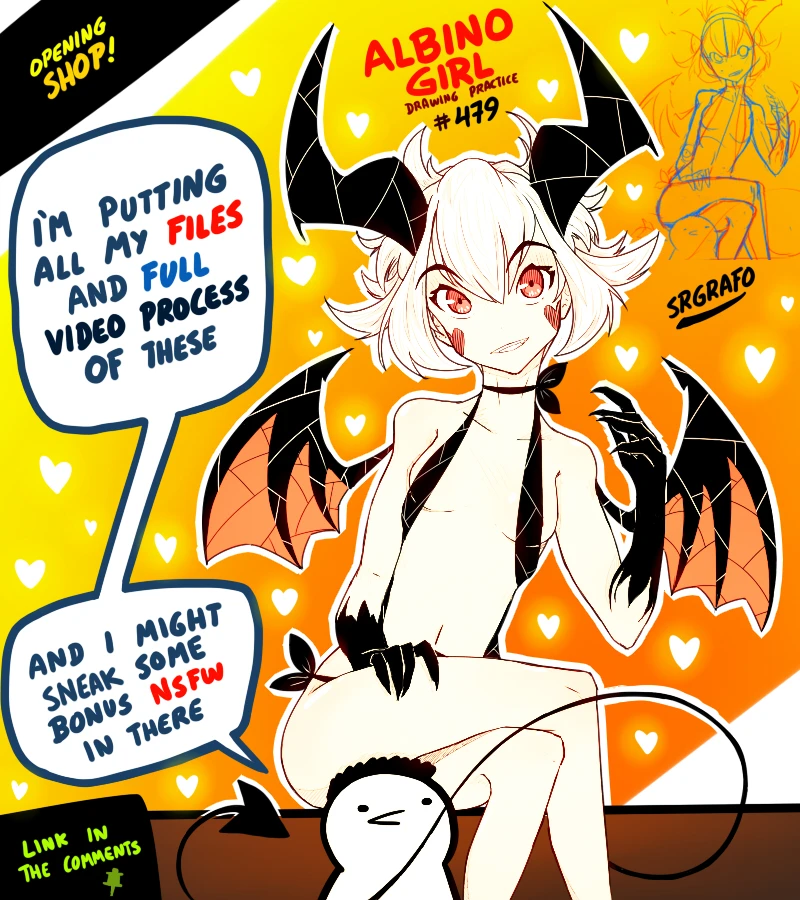 OPENING
SHOP!
ALBINO
GIRL
DRAWING PRACTICE
#479
I'M PUTTING
ALL MY FILES
AND FULL
VIDEO PROCESS
OF THESE
SRGRAFO
AND I MIGHT
SNEAK SOME
BONUS NSFW
IN THERE
LINK IN
THE COMMENTS